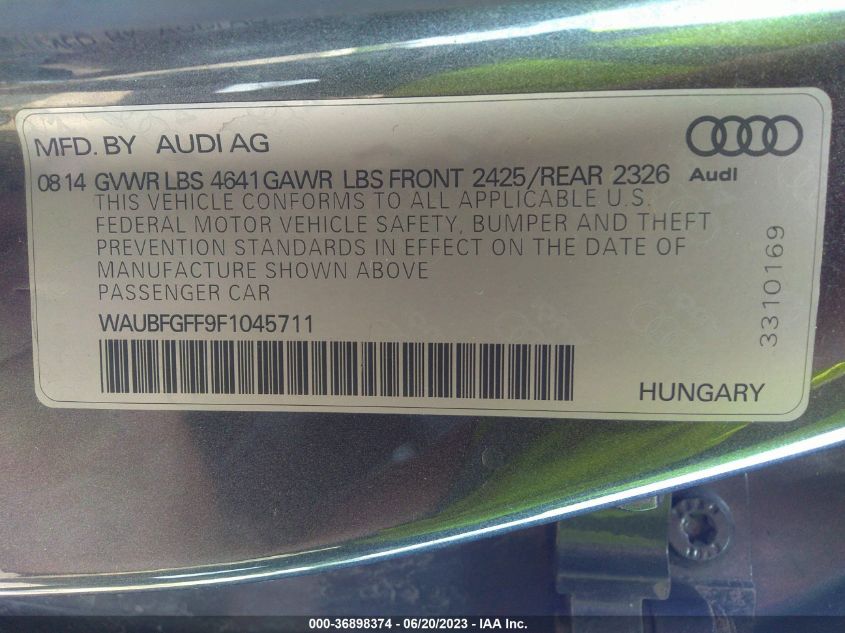 MFD. BY AUDI AG
Audi
0814 GVWR LBS 4641 GAWR LBS FRONT 2425/REAR 2326
THIS VEHICLE CONFORMS TO ALL APPLICABLE U.S.
FEDERAL MOTOR VEHICLE SAFETY, BUMPER AND THEFT
PREVENTION STANDARDS IN EFFECT ON THE DATE OF
MANUFACTURE SHOWN ABOVE
PASSENGER CAR
WAUBFGFF9F1045711
3310169
HUNGARY
000-36898374 - 06/20/2023 - IAA Inc.